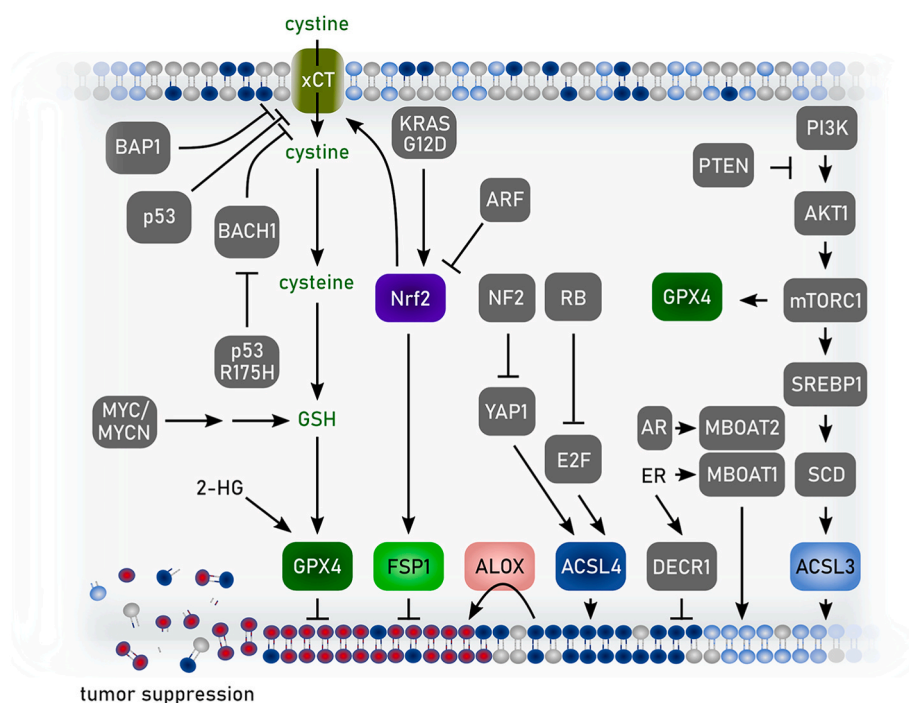 cystine
xCT
KRAS
G12D
PI3K
BAP1
cystine
PTEN
p53
BACH1
ARF
AKT1
cysteine
Nrf2
NF2
RB
GPX4
mTORC1
p53
R175H
SREBP1
MYC/
MYCN
GSH
YAP1
AR
MBOAT2
E2F
ER
MBOAT1
SCD
2-HG
GPX4
FSP1
ALOX
ACSL4
DECR1
ACSL3
tumor suppression